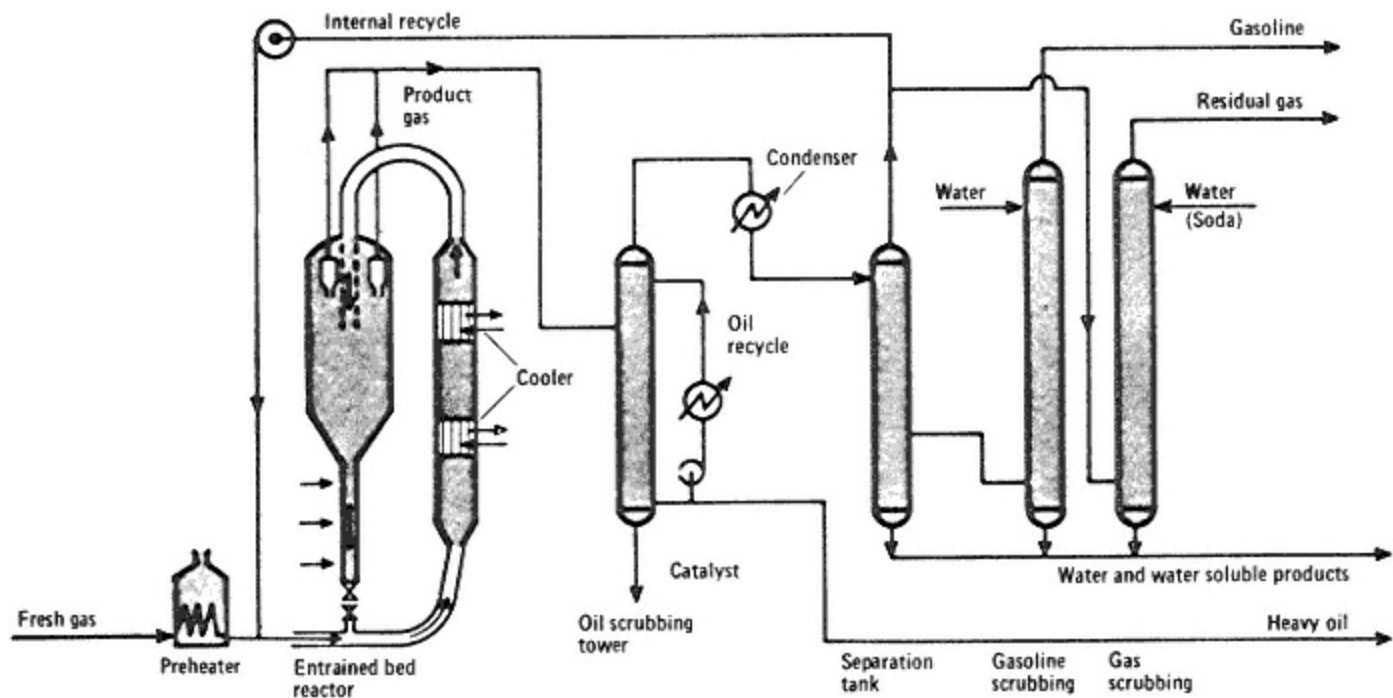 Internal recycle
Gasoline
Product
gas
Residual gas
Condenser
Water
Water
(Soda)
Oil
recycle
Cooler
Catalyst
Water and water soluble products
Fresh gas
Oil scrubbing
tower
Heavy oil
Preheater
Entrained bed
reactor
Separation
tank
Gasoline
scrubbing
Gas
scrubbing